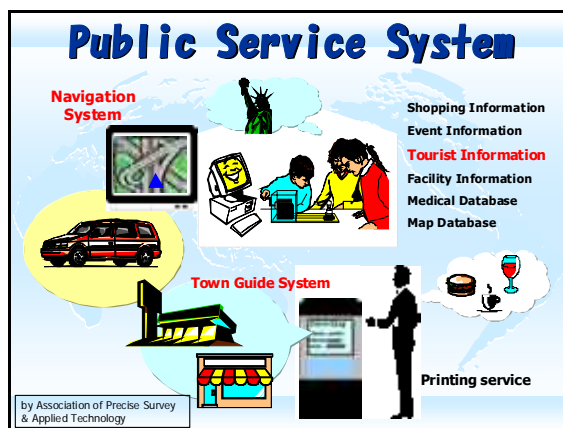 Public Service System
Navigation
System
Shopping Information
Event Information
Tourist Information
Facility Information
Medical Database
Map Database
Town Guide System
Printing service
by Association of Precise Survey
& Applied Technology